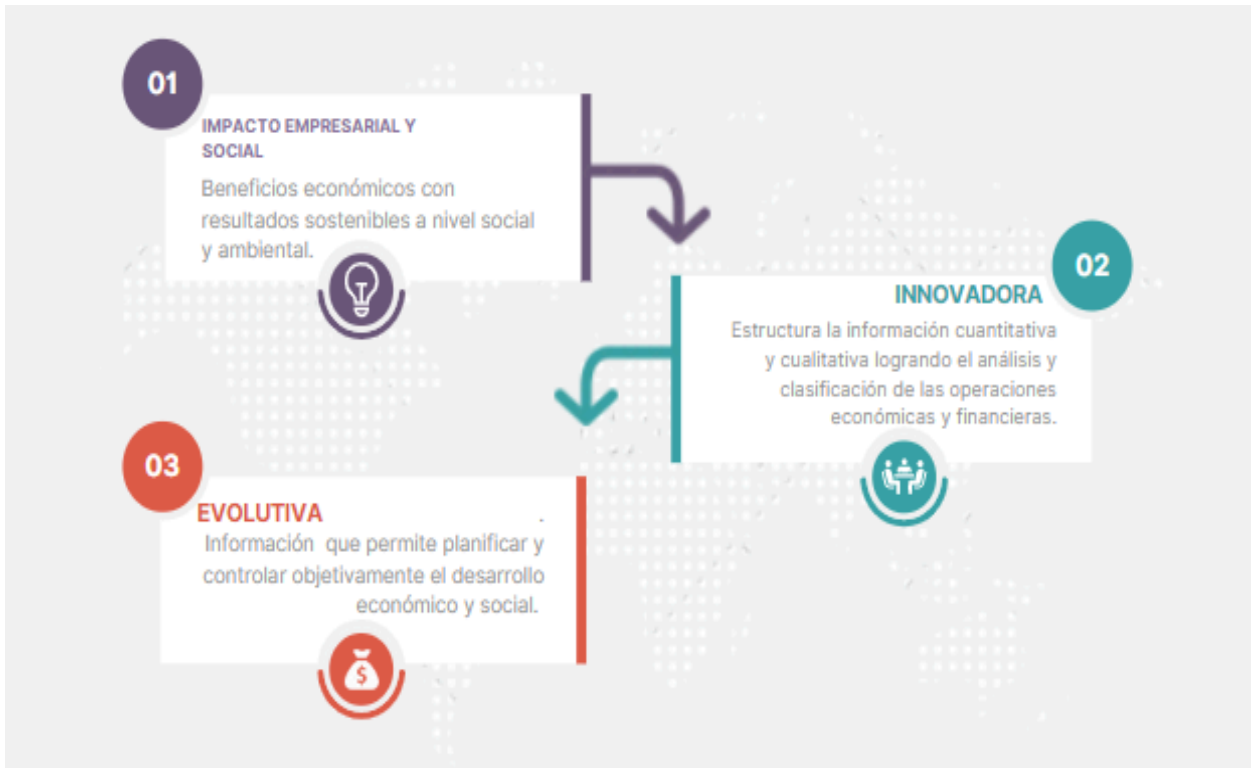 01
IMPACTO EMPRESARIAL Y
SOCIAL
Beneficios económicos con
resultados sostenibles a nivel social
y ambiental.
02
INNOVADORA
Estructura la información cuantitativa
y cualitativa logrando el análisis y
clasificación de las operaciones
económicas y financieras.
03
EVOLUTIVA .
Información que permite planificar y
controlar objetivamente el desarrollo
económico y social.
$